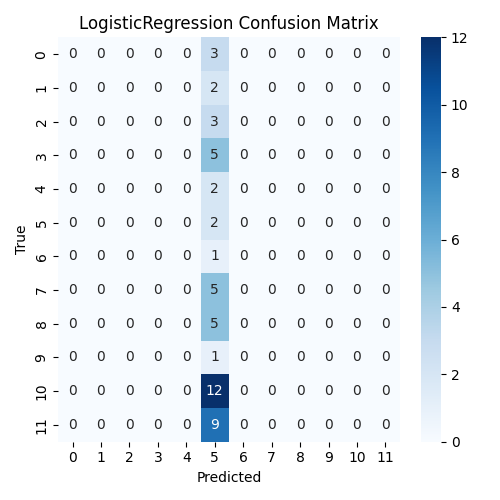 LogisticRegression Confusion Matrix
0 0 0 0 0 0 3 0 0 0 0 0 0
1 0 0 0 0 0 2 0 0 0 0 0 0
2 0 0 0 0 0 3 0 0 0 0 0 0
3 0 0 0 0 0 5 0 0 0 0 0 0
4 0 0 0 0 0 2 0 0 0 0 0 0
5 0 0 0 0 0 2 0 0 0 0 0 0
6 0 0 0 0 0 1 0 0 0 0 0 0
7 0 0 0 0 0 5 0 0 0 0 0 0
8 0 0 0 0 0 5 0 0 0 0 0 0
9 0 0 0 0 0 1 0 0 0 0 0 0
10 0 0 0 0 0 12 0 0 0 0 0 0
11 0 0 0 0 0 9 0 0 0 0 0 0
0 1 2 3 4 5 6 7 8 9 10 11
Predicted
True
12
10
8
6
4
2
0